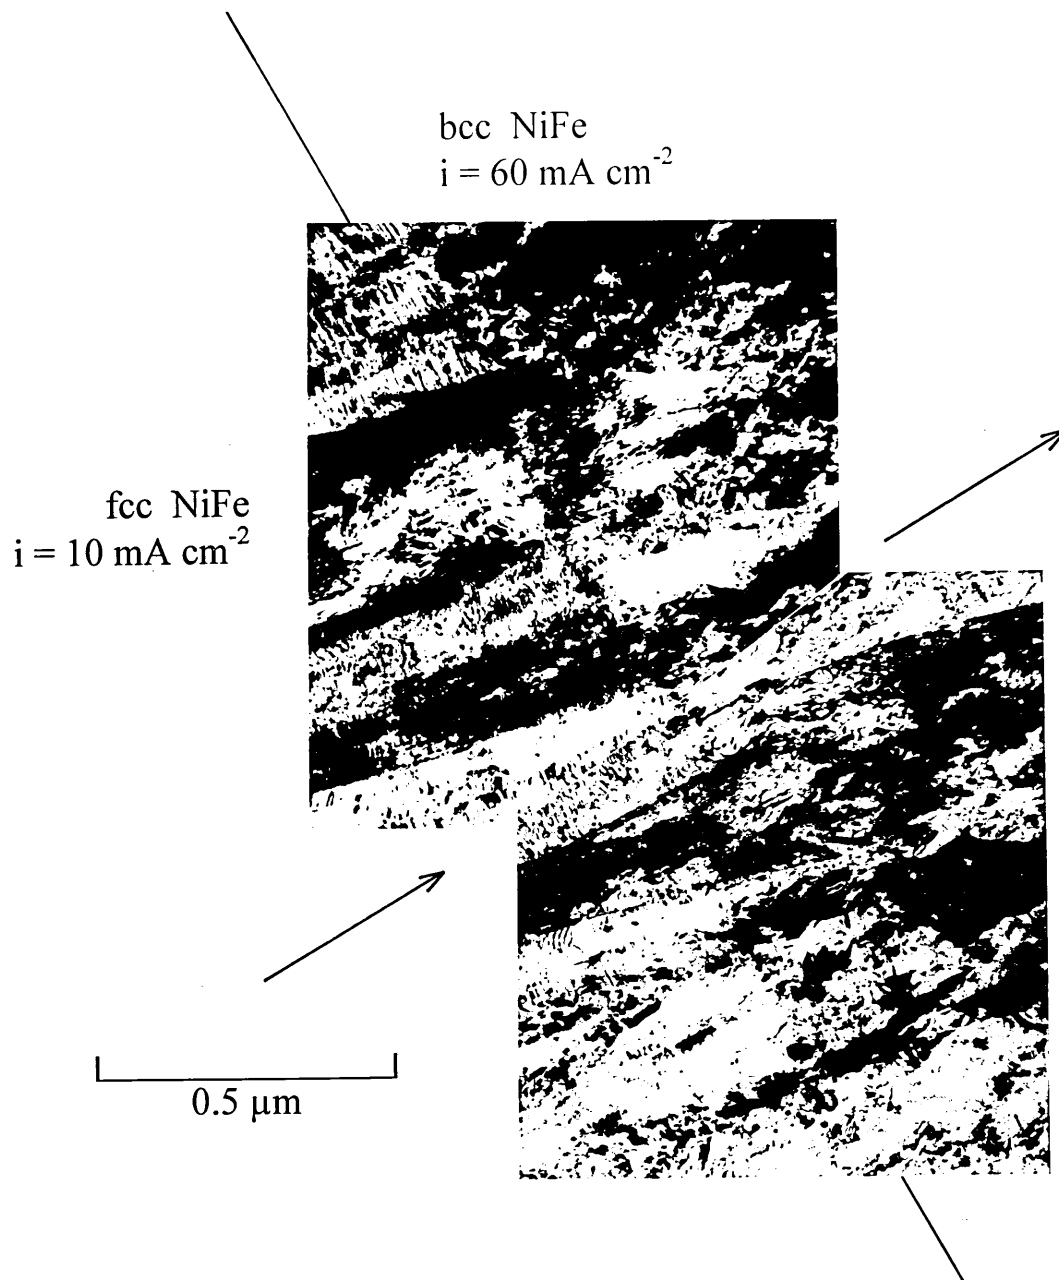 bcc NiFe
i = 60 mA cm⁻²
fcc NiFe
i = 10 mA cm⁻²
0.5 µm